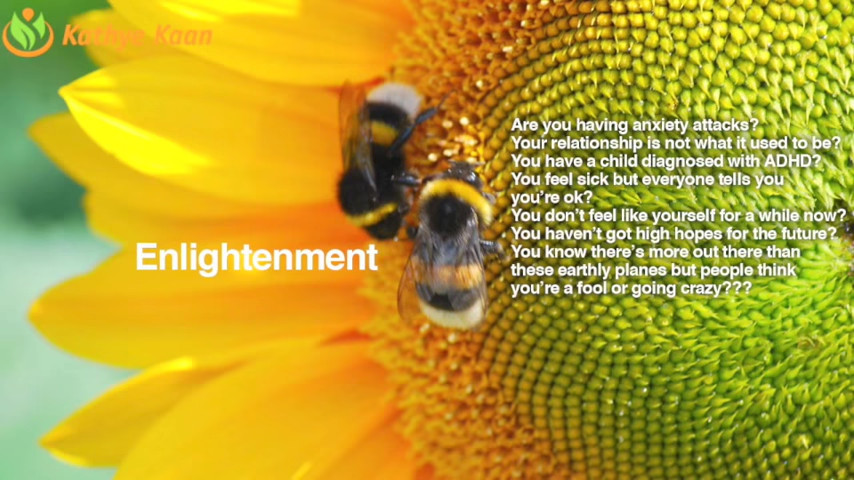 Kathye Kaan
Are you having anxiety attacks?
Your relationship is not what it used to be?
You have a child diagnosed with ADHD?
You feel sick but everyone tells you
you're ok?
You don't feel like yourself for a while now?
You haven't got high hopes for the future?
You know there's more out there than
these earthly planes but people think
you're a fool or going crazy???
Enlightenment